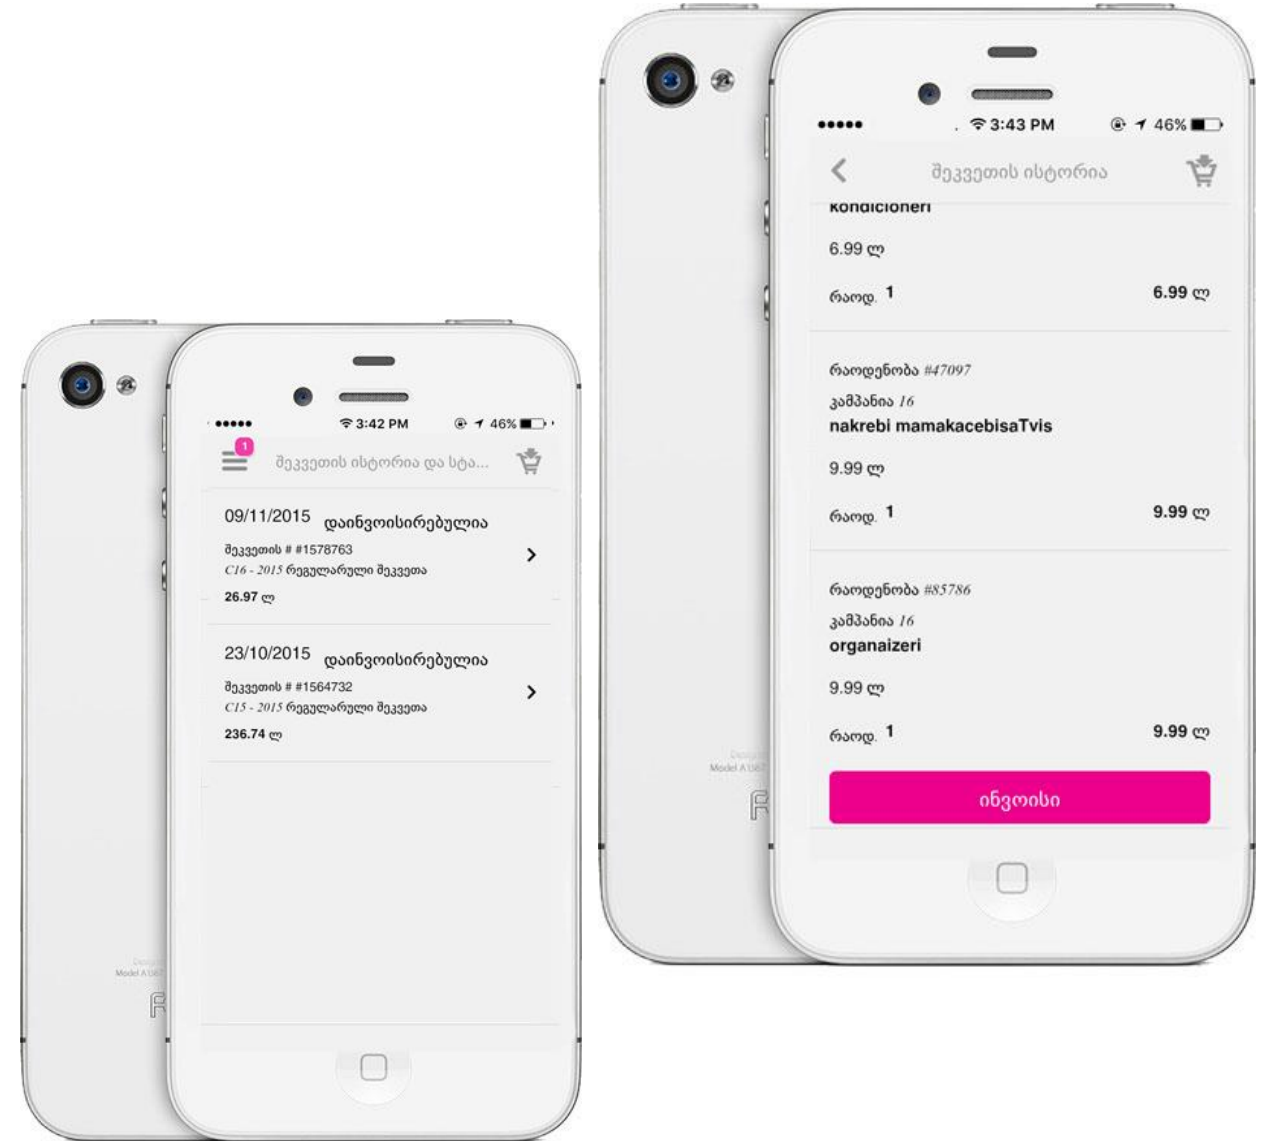 3:42 PM 46%
1
შეკვეთის ისტორია და სტა...
09/11/2015 დაინვოისირებულია
შეკვეთის # #1578763
C16 - 2015 რეგულარული შეკვეთა
26.97 ლ
23/10/2015 დაინვოისირებულია
შეკვეთის # #1564732
C15 - 2015 რეგულარული შეკვეთა
236.74 ლ
Model A
3:43 PM 46%
შეკვეთის ისტორია
kondicioneri
6.99 ლ
რაოდ. 1 6.99 ლ
რაოდენობა #47097
კამპანია 16
nakrebi mamakacebisaTvis
9.99 ლ
რაოდ. 1 9.99 ლ
რაოდენობა #85786
კამპანია 16
organaizeri
9.99 ლ
რაოდ. 1 9.99 ლ
ინვოისი
Model A